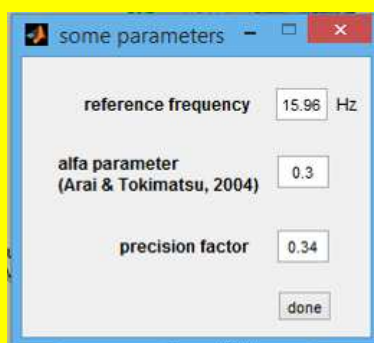 some parameters
reference frequency 15.96 Hz
alfa parameter
(Arai & Tokimatsu, 2004) 0.3
precision factor 0.34
done